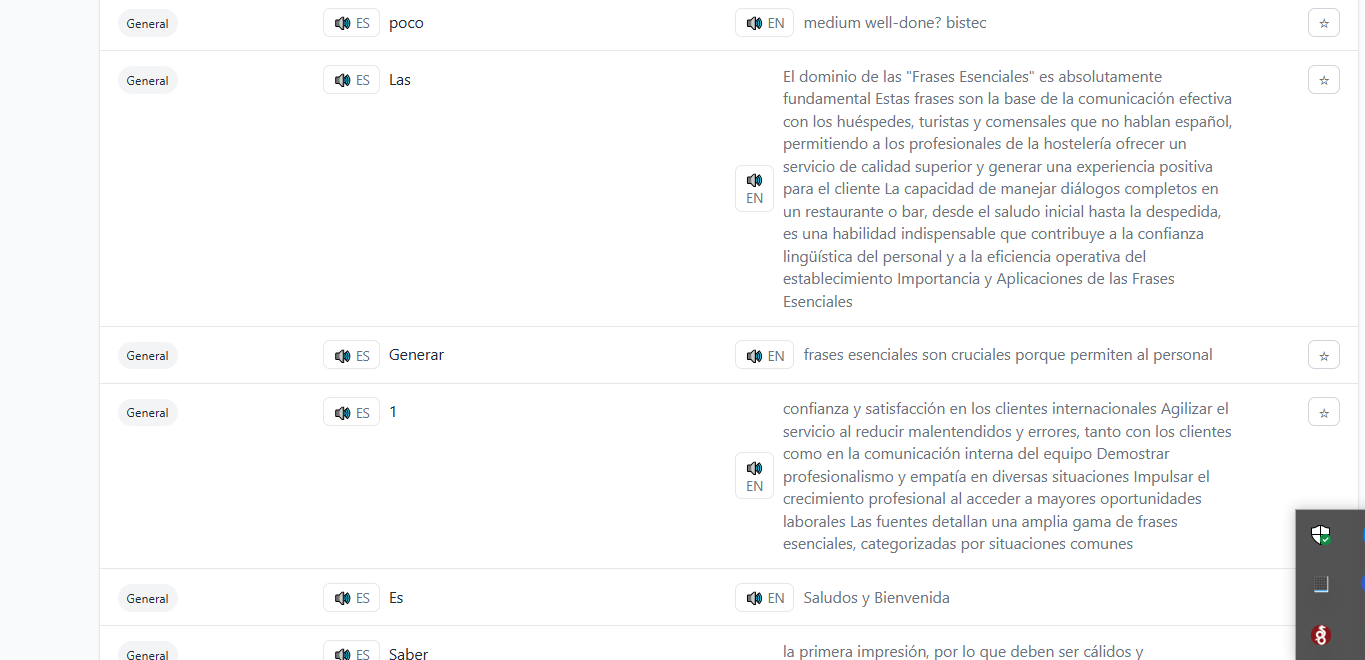 General ES poco EN medium well-done? bistec ☆
General ES Las ☆
El dominio de las "Frases Esenciales" es absolutamente
fundamental Estas frases son la base de la comunicación efectiva
con los huéspedes, turistas y comensales que no hablan español,
permitiendo a los profesionales de la hostelería ofrecer un
servicio de calidad superior y generar una experiencia positiva
EN
para el cliente La capacidad de manejar diálogos completos en
un restaurante o bar, desde el saludo inicial hasta la despedida,
es una habilidad indispensable que contribuye a la confianza
lingüística del personal y a la eficiencia operativa del
establecimiento Importancia y Aplicaciones de las Frases
Esenciales
General ES Generar EN frases esenciales son cruciales porque permiten al personal ☆
General ES 1 ☆
confianza y satisfacción en los clientes internacionales Agilizar el
servicio al reducir malentendidos y errores, tanto con los clientes
como en la comunicación interna del equipo Demostrar
profesionalismo y empatía en diversas situaciones Impulsar el
EN
crecimiento profesional al acceder a mayores oportunidades
laborales Las fuentes detallan una amplia gama de frases
esenciales, categorizadas por situaciones comunes
General ES Es EN Saludos y Bienvenida
General ES Saber la primera impresión, por lo que deben ser cálidos y